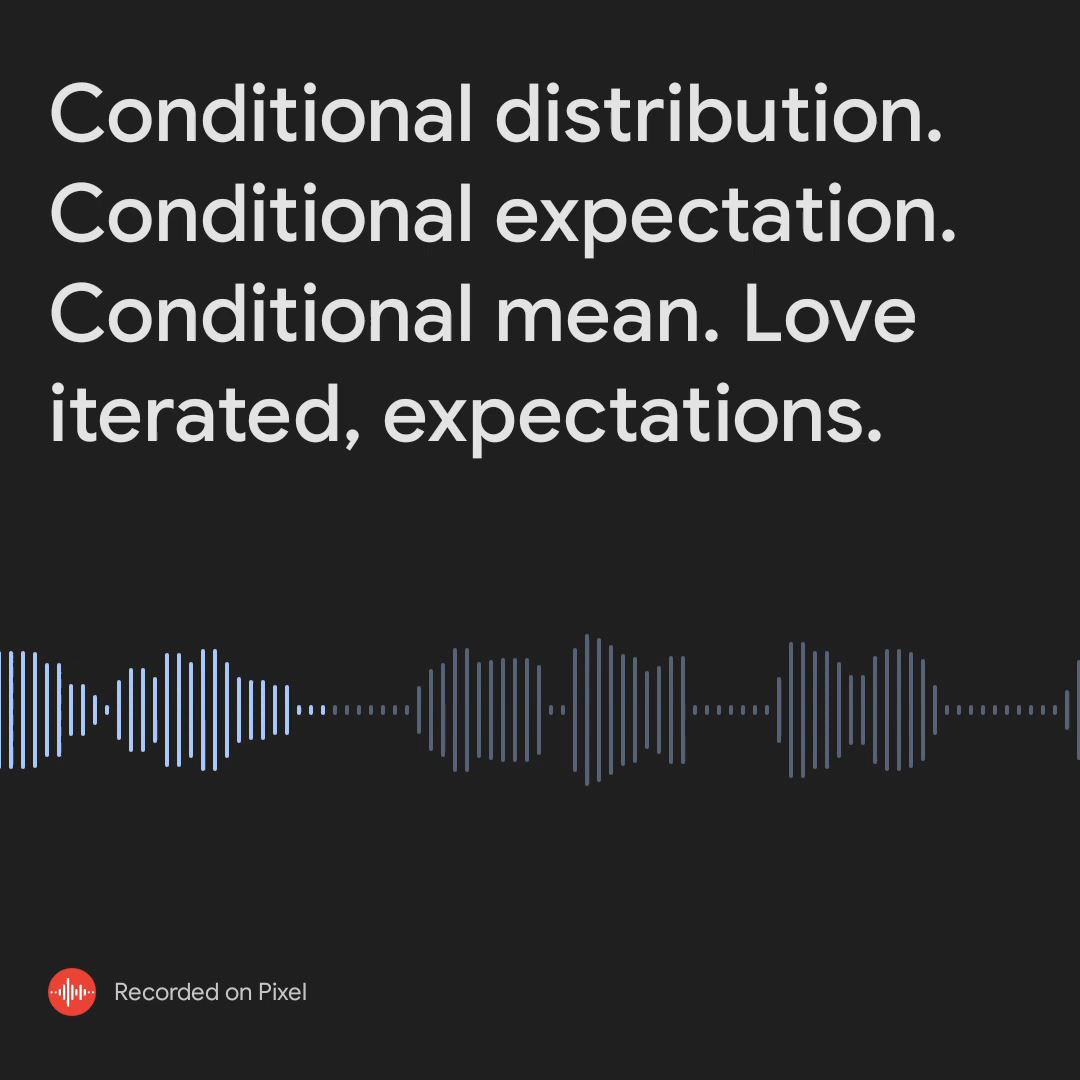 Conditional distribution.
Conditional expectation.
Conditional mean. Love
iterated, expectations.
Recorded on Pixel